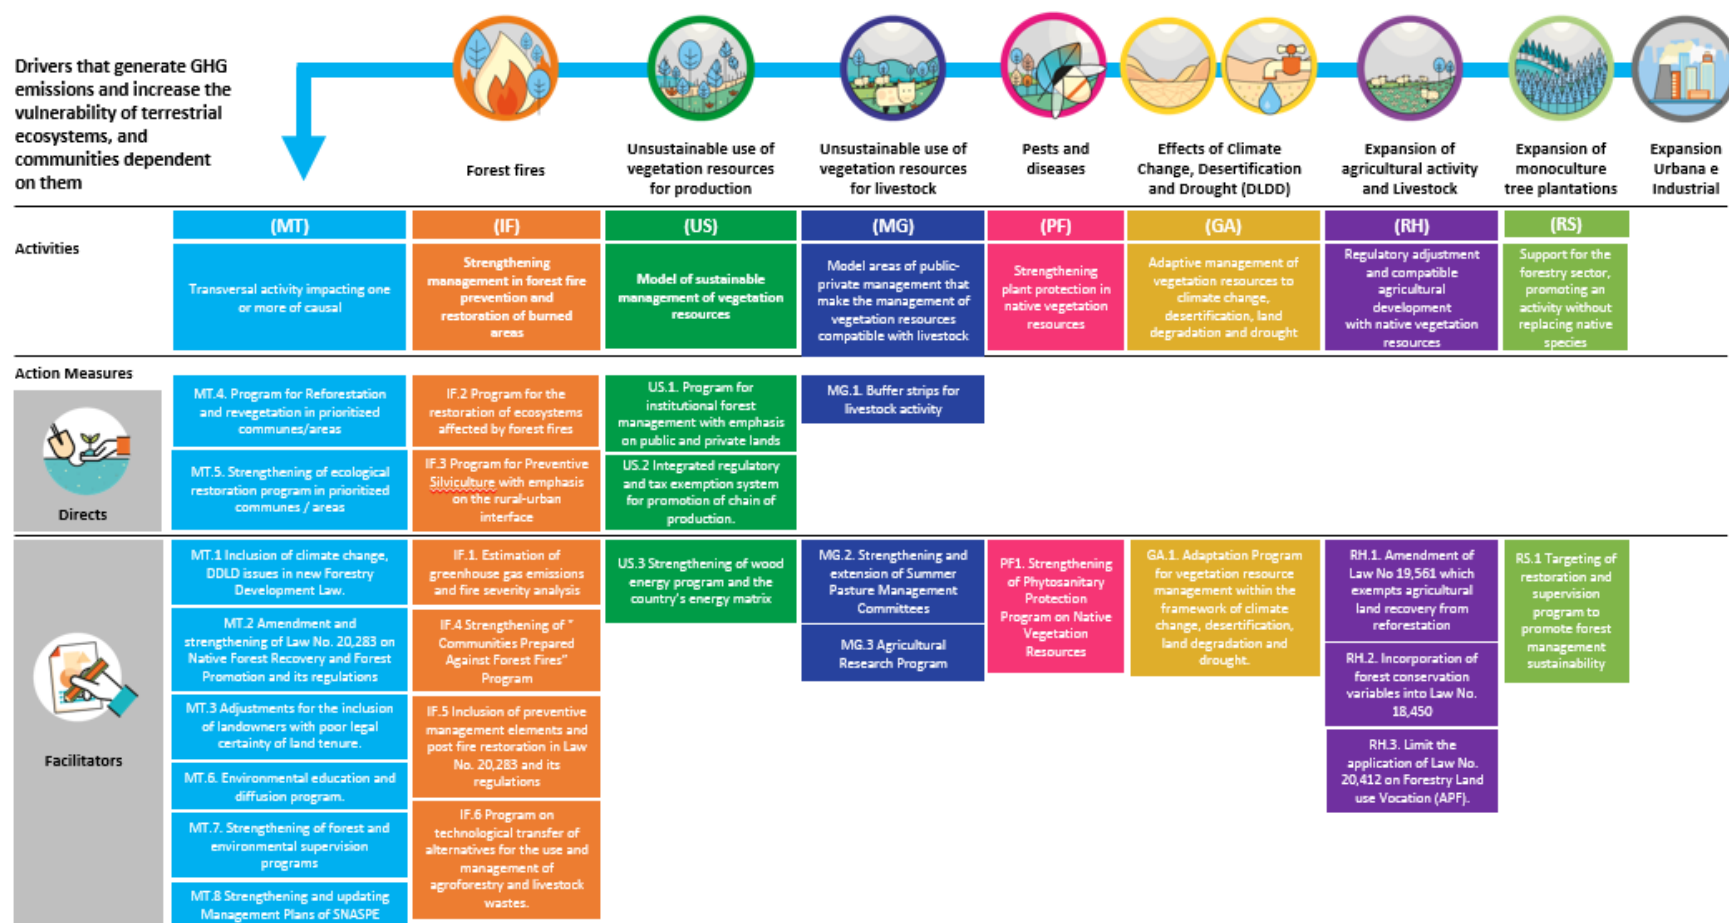 Drivers that generate GHG
emissions and increase the
vulnerability of terrestrial
ecosystems, and
communities dependent
on them
Forest fires
Unsustainable use of
vegetation resources
for production
Unsustainable use of
vegetation resources
for livestock
Pests and
diseases
Effects of Climate
Change, Desertification
and Drought (DLDD)
Expansion of
agricultural activity
and Livestock
Expansion of
monoculture
tree plantations
Expansion
Urbana e
Industrial
Activities
(MT)
Transversal activity impacting one
or more of causal
(IF)
Strengthening
management in forest fire
prevention and
restoration of burned
areas
(US)
Model of sustainable
management of vegetation
resources
(MG)
Model areas of public-
private management that
make the management of
vegetation resources
compatible with livestock
(PF)
Strengthening
plant protection in
native vegetation
resources
(GA)
Adaptive management of
vegetation resources to
climate change,
desertification, land
degradation and drought
(RH)
Regulatory adjustment
and compatible
agricultural
development
with native vegetation
resources
(RS)
Support for the
forestry sector,
promoting an
activity without
replacing native
species
Action Measures
Directs
MT.4. Program for Reforestation
and revegetation in prioritized
communes/areas
MT.5. Strengthening of ecological
restoration program in prioritized
communes / areas
IF.2 Program for the
restoration of ecosystems
affected by forest fires
IF.3 Program for Preventive
Silviculture with emphasis
on the rural-urban
interface
US.1. Program for
institutional forest
management with emphasis
on public and private lands
US.2 Integrated regulatory
and tax exemption system
for promotion of chain of
production.
MG.1. Buffer strips for
livestock activity
Facilitators
MT.1 Inclusion of climate change,
DDLD issues in new Forestry
Development Law.
MT.2 Amendment and
strengthening of Law No. 20,283 on
Native Forest Recovery and Forest
Promotion and its regulations
MT.3 Adjustments for the inclusion
of landowners with poor legal
certainty of land tenure.
MT.6. Environmental education and
diffusion program.
MT.7. Strengthening of forest and
environmental supervision
programs
MT.8 Strengthening and updating
Management Plans of SNASPE
IF.1. Estimation of
greenhouse gas emissions
and fire severity analysis
IF.4 Strengthening of "
Communities Prepared
Against Forest Fires"
Program
IF.5 Inclusion of preventive
management elements and
post fire restoration in Law
No. 20,283 and its
regulations
IF.6 Program on
technological transfer of
alternatives for the use and
management of
agroforestry and livestock
wastes.
US.3 Strengthening of wood
energy program and the
country's energy matrix
MG.2. Strengthening and
extension of Summer
Pasture Management
Committees
MG.3 Agricultural
Research Program
PF1. Strengthening
of Phytosanitary
Protection
Program on Native
Vegetation
Resources
GA.1. Adaptation Program
for vegetation resource
management within the
framework of climate
change, desertification,
land degradation and
drought.
RH.1. Amendment of
Law No 19,561 which
exempts agricultural
land recovery from
reforestation
RH.2. Incorporation of
forest conservation
variables into Law No.
18,450
RH.3. Limit the
application of Law No.
20,412 on Forestry Land
use Vocation (APF).
RS.1 Targeting of
restoration and
supervision
program to
promote forest
management
sustainability